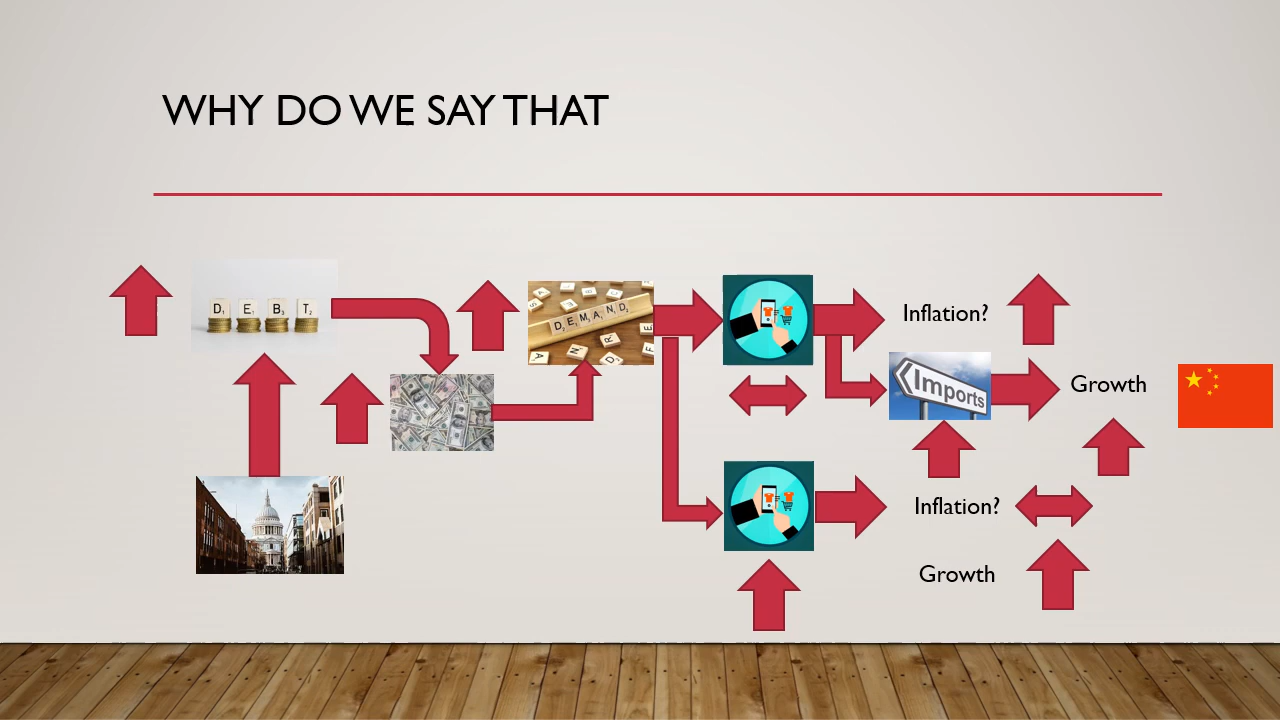 WHY DO WE SAY THAT
DEBT
DEMAND
Inflation?
Imports
Growth
Inflation?
Growth